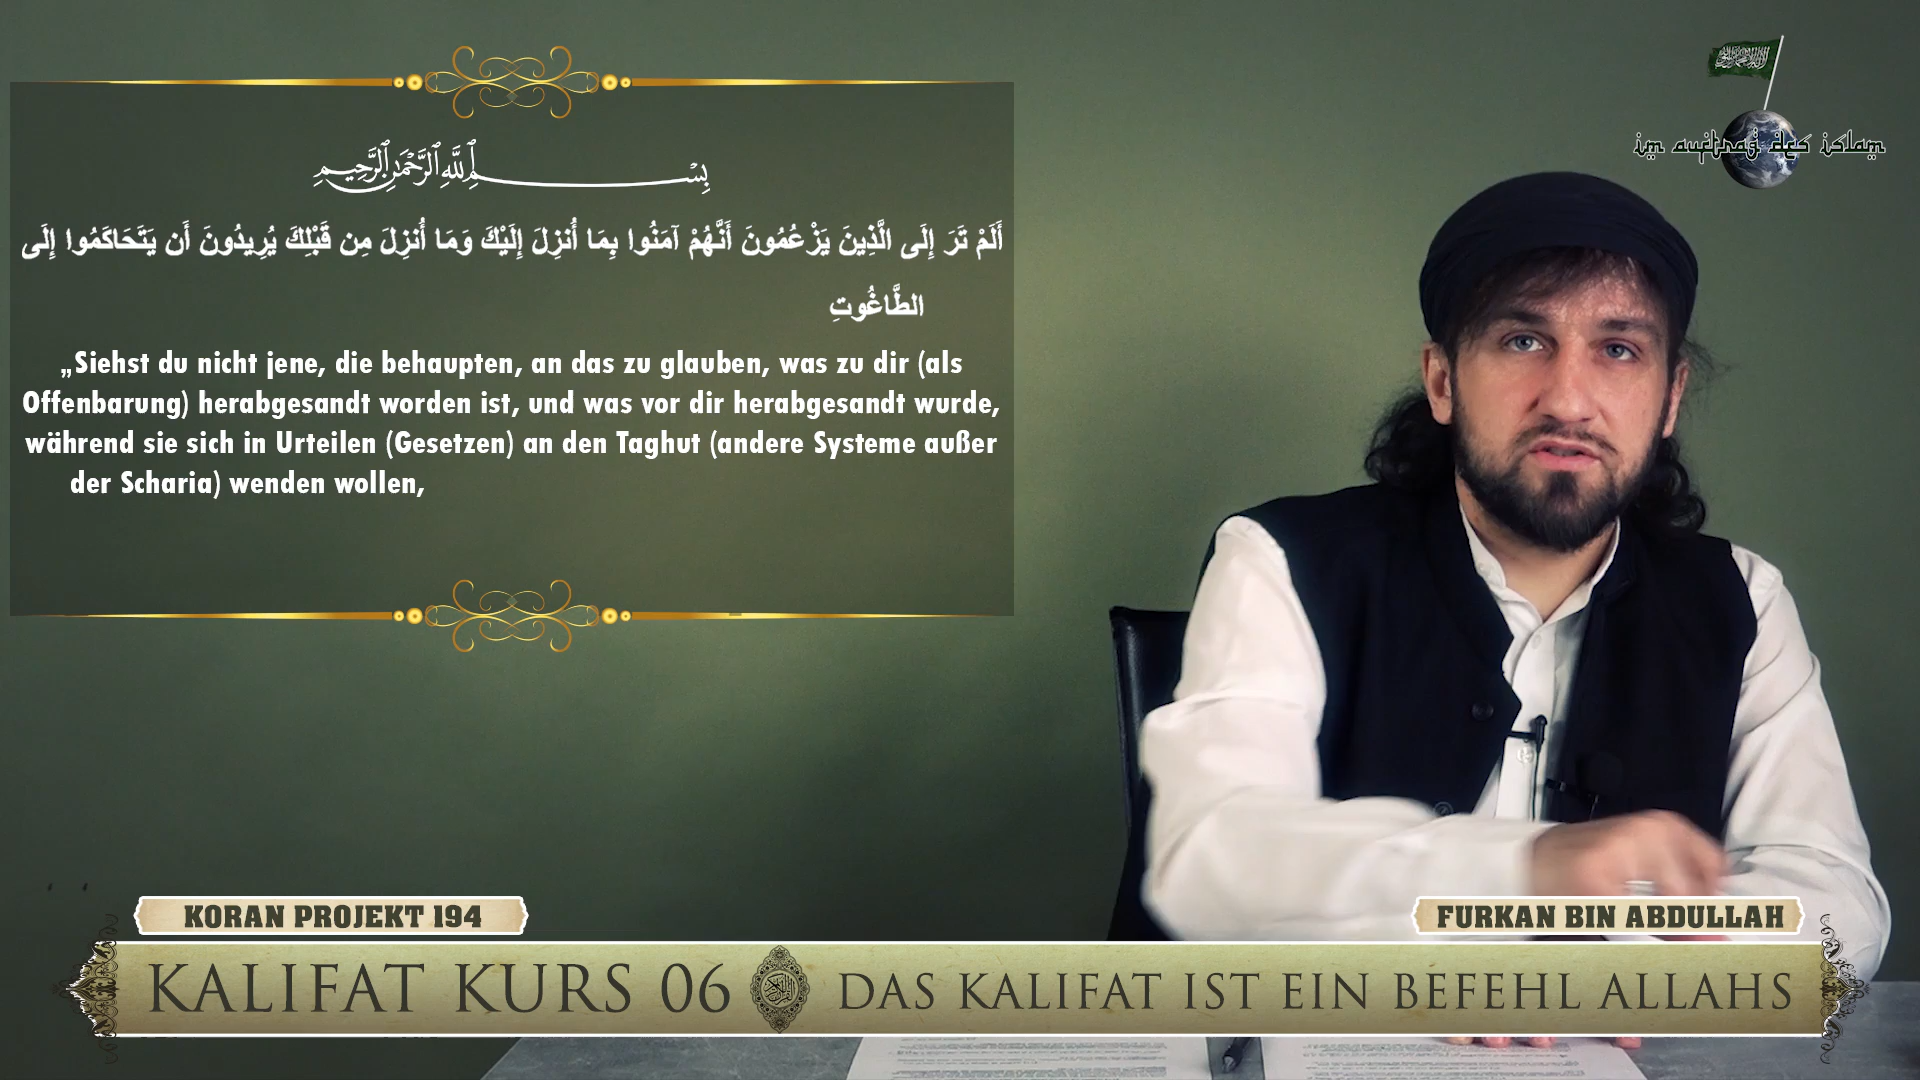 بِسْمِ ٱللَّهِ ٱلرَّحْمَٰنِ ٱلرَّحِيمِ
أَلَمْ تَرَ إِلَى الَّذِينَ يَزْعُمُونَ أَنَّهُمْ آمَنُوا بِمَا أُنزِلَ إِلَيْكَ وَمَا أُنزِلَ مِن قَبْلِكَ يُرِيدُونَ أَن يَتَحَاكَمُوا إِلَى
الطَّاغُوتِ
„Siehst du nicht jene, die behaupten, an das zu glauben, was zu dir (als
Offenbarung) herabgesandt worden ist, und was vor dir herabgesandt wurde,
während sie sich in Urteilen (Gesetzen) an den Taghut (andere Systeme außer
der Scharia) wenden wollen,
im auftrag des islam
KORAN PROJEKT 194
FURKAN BIN ABDULLAH
KALIFAT KURS 06
DAS KALIFAT IST EIN BEFEHL ALLAHS